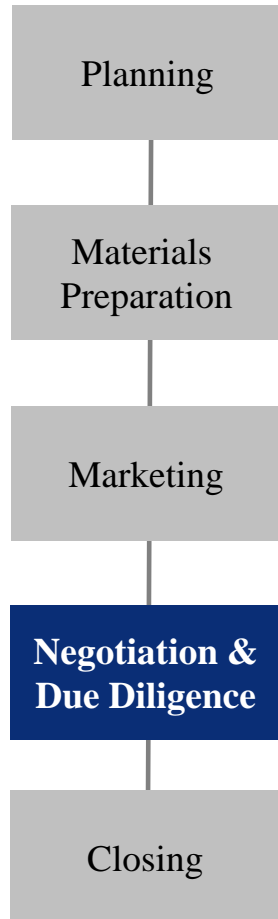 Planning
Materials
Preparation
Marketing
Negotiation &
Due Diligence
Closing